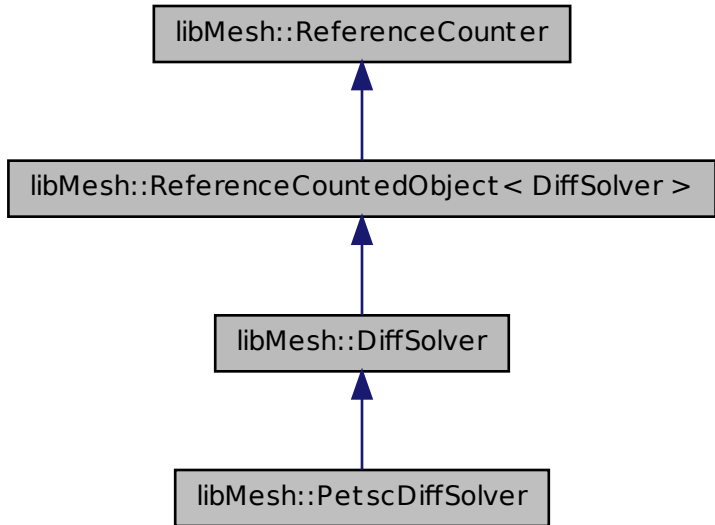 libMesh::ReferenceCounter
libMesh::ReferenceCountedObject< DiffSolver >
libMesh::DiffSolver
libMesh::PetscDiffSolver